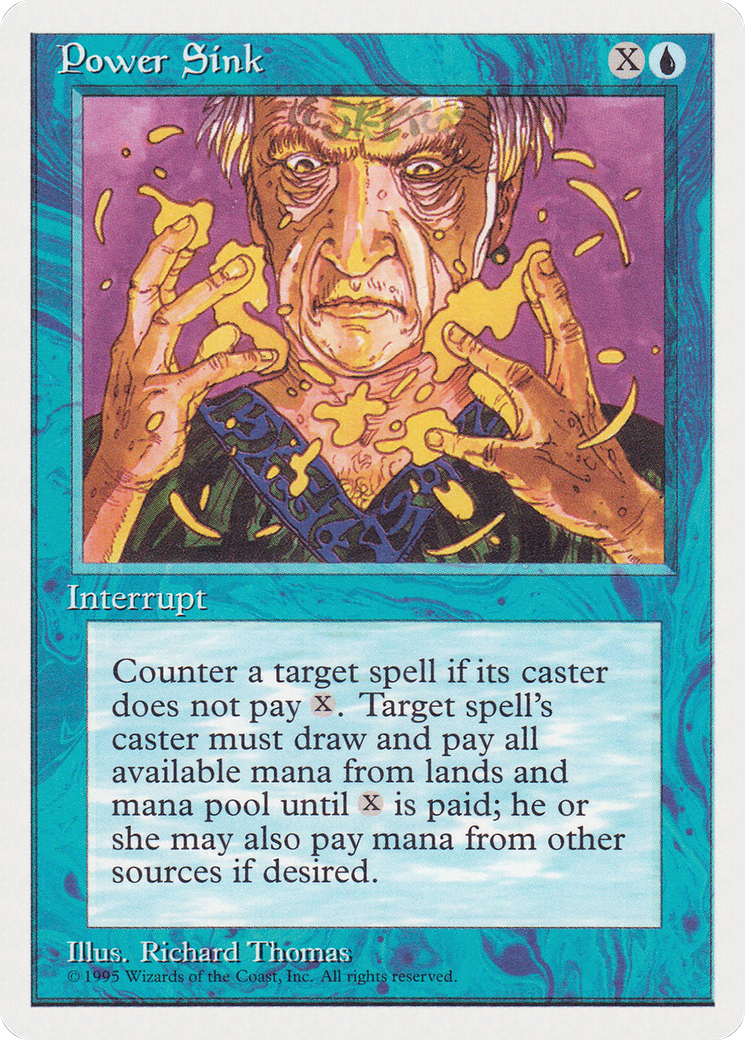 Power Sink X
Interrupt
Counter a target spell if its caster
does not pay X. Target spell's
caster must draw and pay all
available mana from lands and
mana pool until X is paid; he or
she may also pay mana from other
sources if desired.
Illus. Richard Thomas
© 1995 Wizards of the Coast, Inc. All rights reserved.